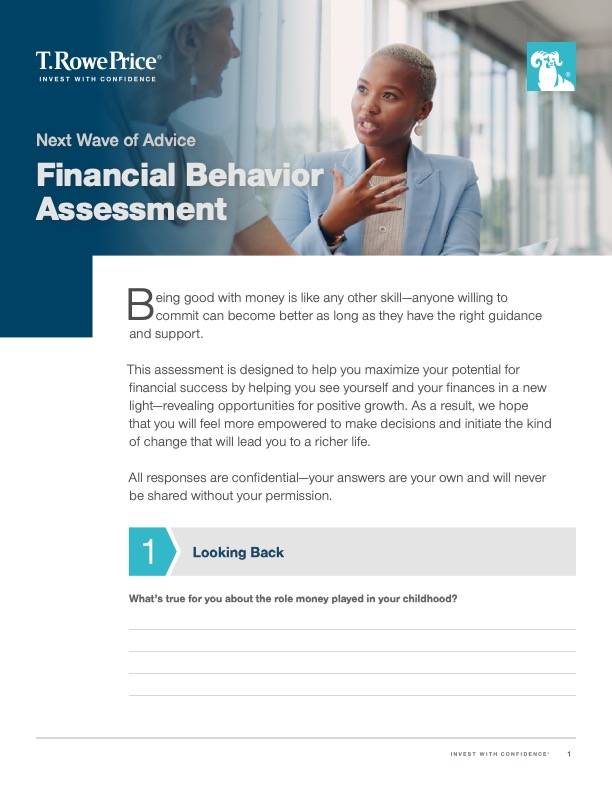 T.RowePrice®
INVEST WITH CONFIDENCE
®
Next Wave of Advice
Financial Behavior
Assessment
Being good with money is like any other skill—anyone willing to
commit can become better as long as they have the right guidance
and support.
This assessment is designed to help you maximize your potential for
financial success by helping you see yourself and your finances in a new
light—revealing opportunities for positive growth. As a result, we hope
that you will feel more empowered to make decisions and initiate the kind
of change that will lead you to a richer life.
All responses are confidential—your answers are your own and will never
be shared without your permission.
1 Looking Back
What's true for you about the role money played in your childhood?
INVEST WITH CONFIDENCE® 1